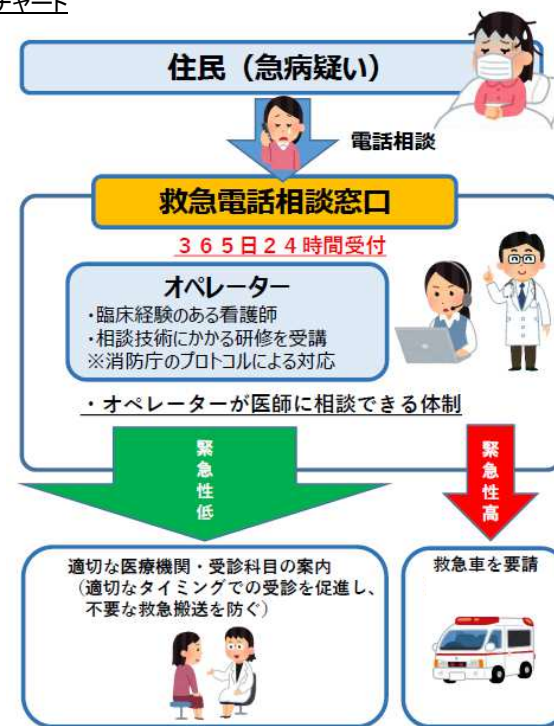 チャート
住民（急病疑い）
電話相談
救急電話相談窓口
３６５日２４時間受付
オペレーター
・臨床経験のある看護師
・相談技術にかかる研修を受講
※消防庁のプロトコルによる対応
・オペレーターが医師に相談できる体制
緊急性低
緊急性高
適切な医療機関・受診科目の案内
（適切なタイミングでの受診を促進し、
不要な救急搬送を防ぐ）
救急車を要請